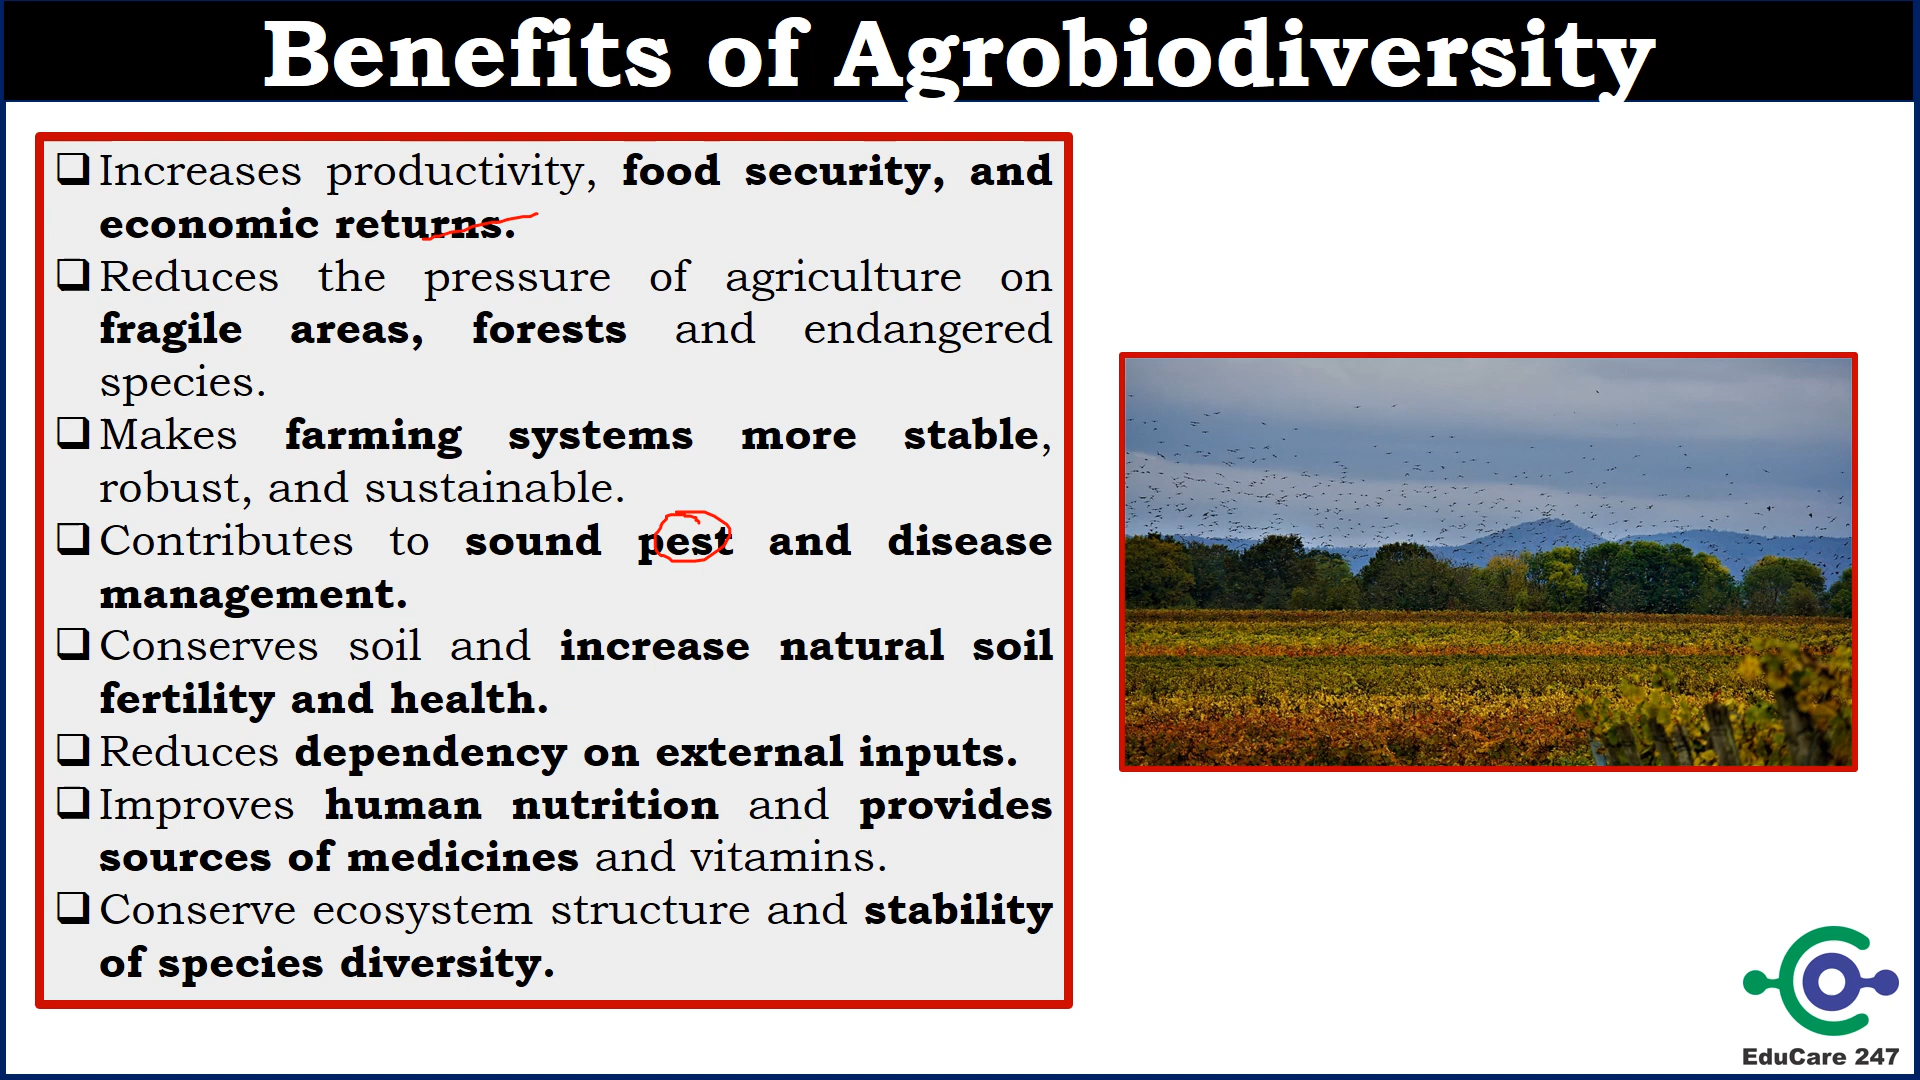 Benefits of Agrobiodiversity
❑ Increases productivity, food security, and
economic returns.
❑ Reduces the pressure of agriculture on
fragile areas, forests and endangered
species.
❑ Makes farming systems more stable,
robust, and sustainable.
❑ Contributes to sound pest and disease
management.
❑ Conserves soil and increase natural soil
fertility and health.
❑ Reduces dependency on external inputs.
❑ Improves human nutrition and provides
sources of medicines and vitamins.
❑ Conserve ecosystem structure and stability
of species diversity.
EduCare 247